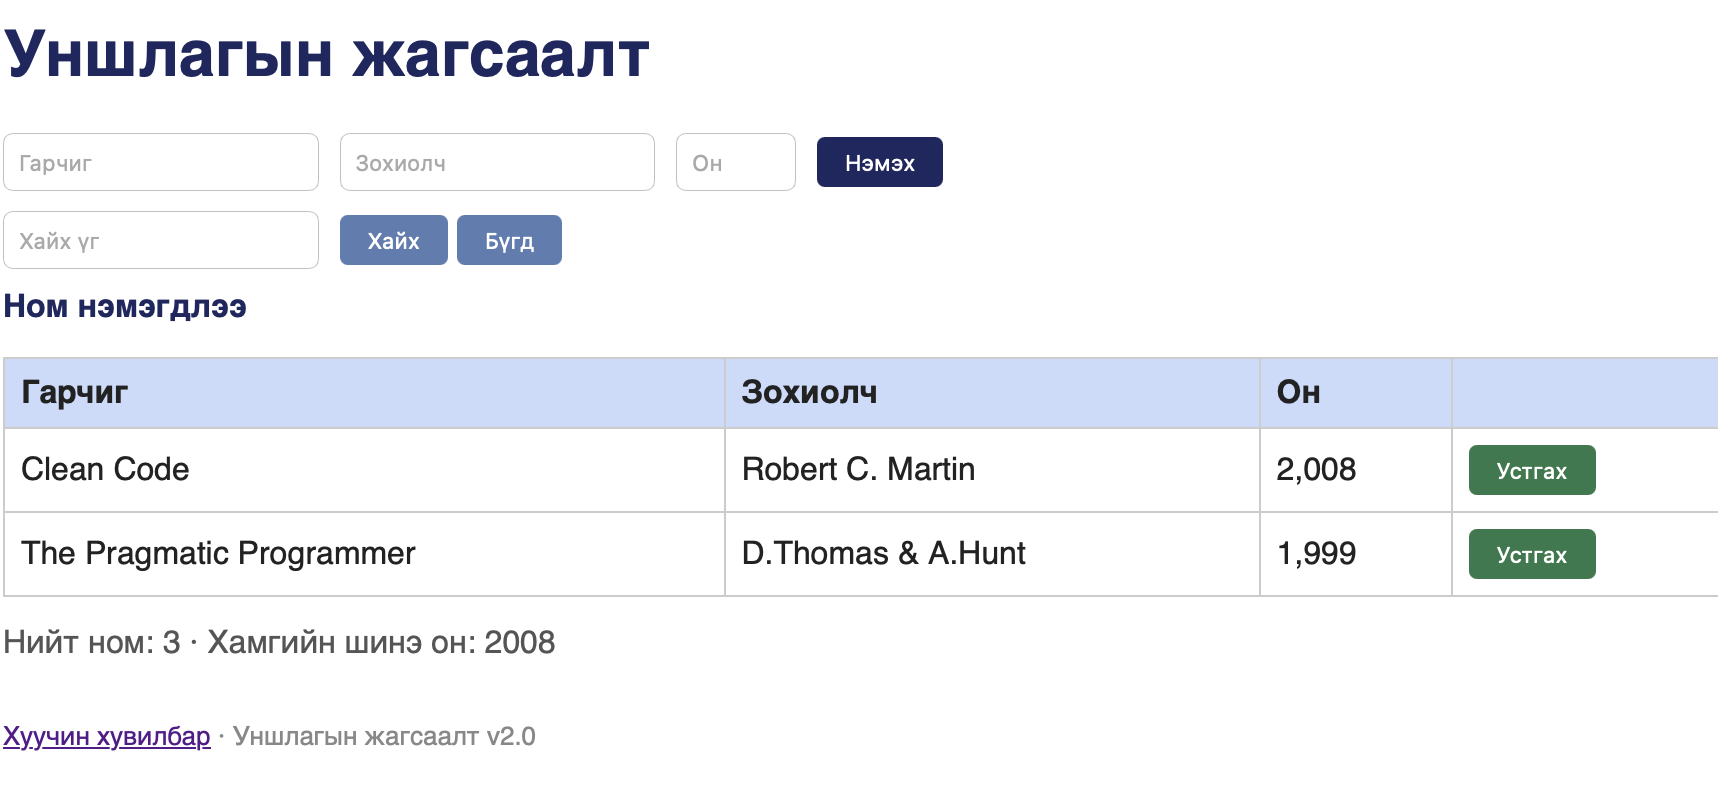 Уншлагын жагсаалт
Гарчиг Зохиолч Он Нэмэх
Хайх үг Хайх Бүгд
Ном нэмэгдлээ
Гарчиг Зохиолч Он
Clean Code Robert C. Martin 2,008 Устгах
The Pragmatic Programmer D.Thomas & A.Hunt 1,999 Устгах
Нийт ном: 3 · Хамгийн шинэ он: 2008
Хуучин хувилбар · Уншлагын жагсаалт v2.0